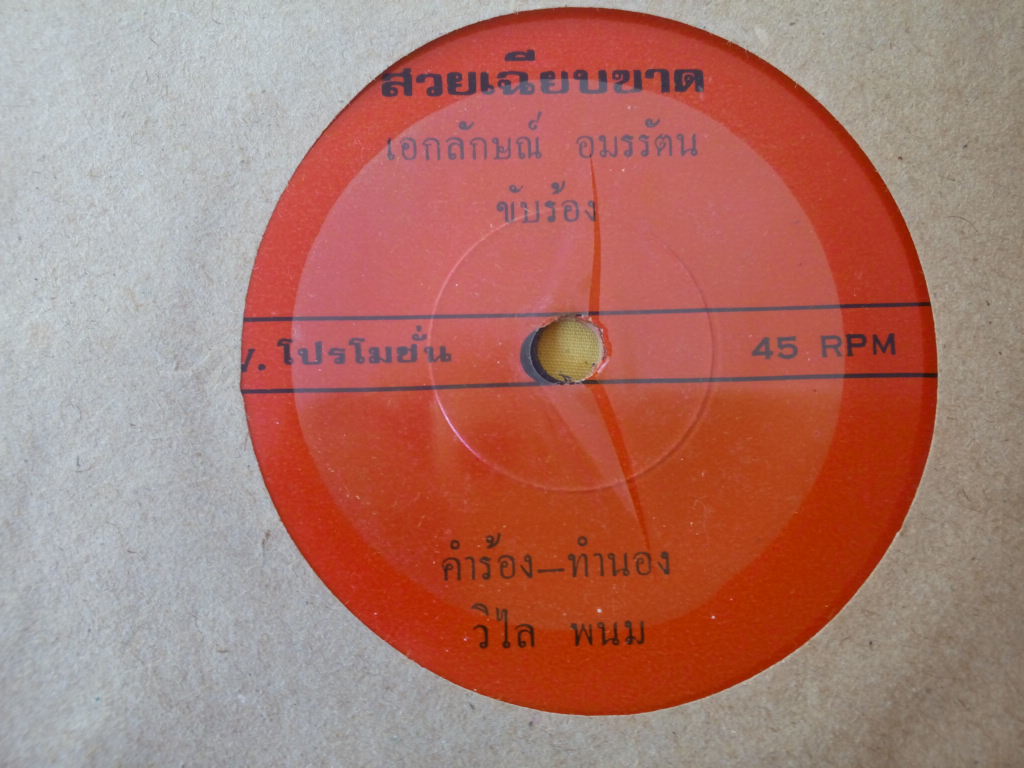 สวยเฉียบขาด
เอกลักษณ์ อมรรัตน
ขับร้อง
V. โปรโมชั่น 45 RPM
คำร้อง—ทำนอง
วิไล พนม